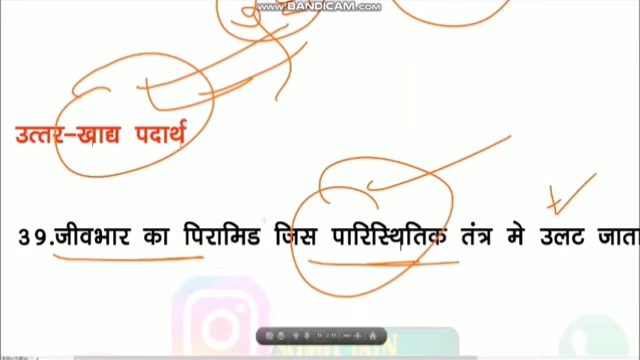 www.BANDICAM.com
उत्तर-खाद्य पदार्थ
39.जीवभार का पिरामिड जिस पारिस्थितिक तंत्र मे उलट जाता